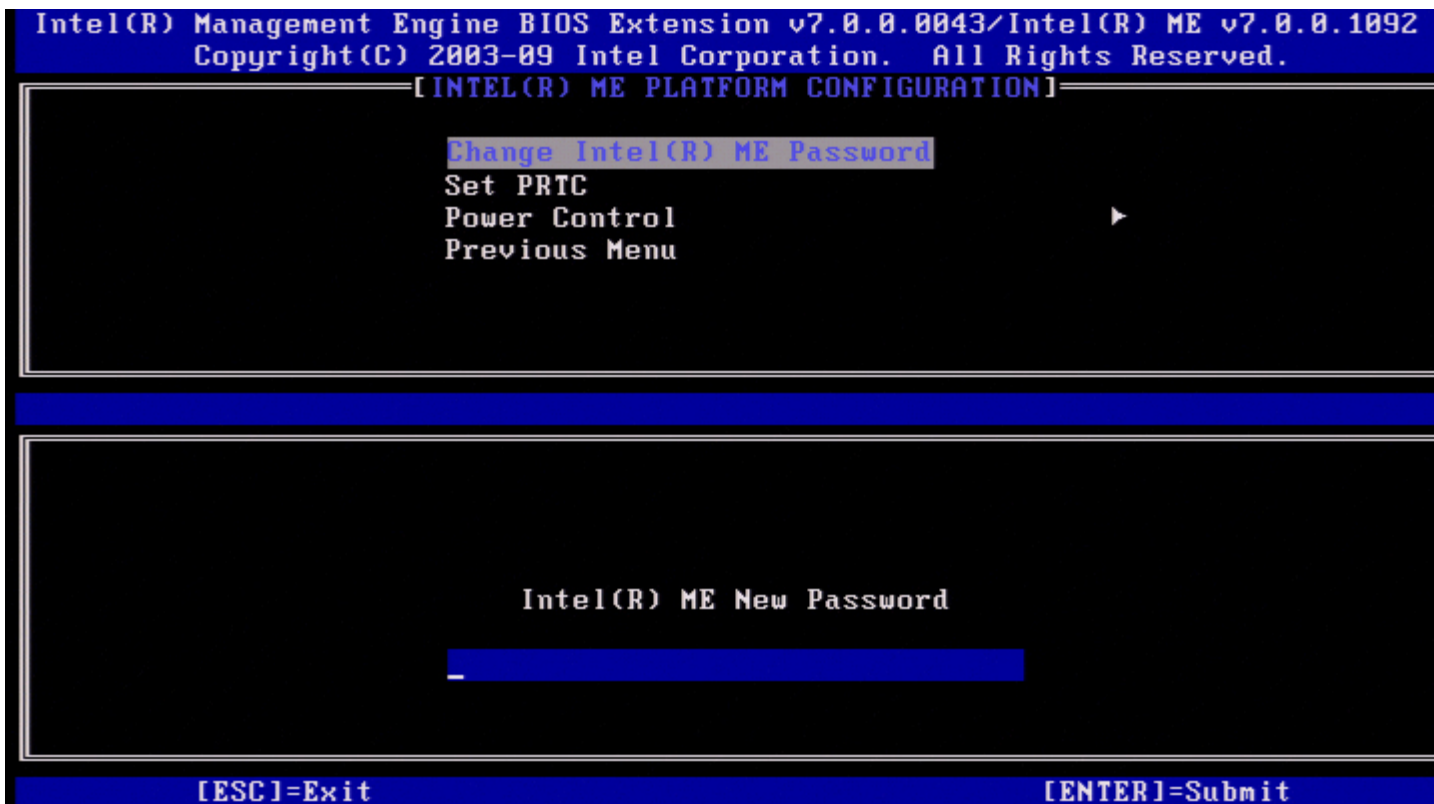 Intel(R) Management Engine BIOS Extension v7.0.0.0043/Intel(R) ME v7.0.0.1092
Copyright(C) 2003-09 Intel Corporation. All Rights Reserved.
[INTEL(R) ME PLATFORM CONFIGURATION]
Change Intel(R) ME Password
Set PRTC
Power Control
Previous Menu
Intel(R) ME New Password
[ESC]=Exit [ENTER]=Submit